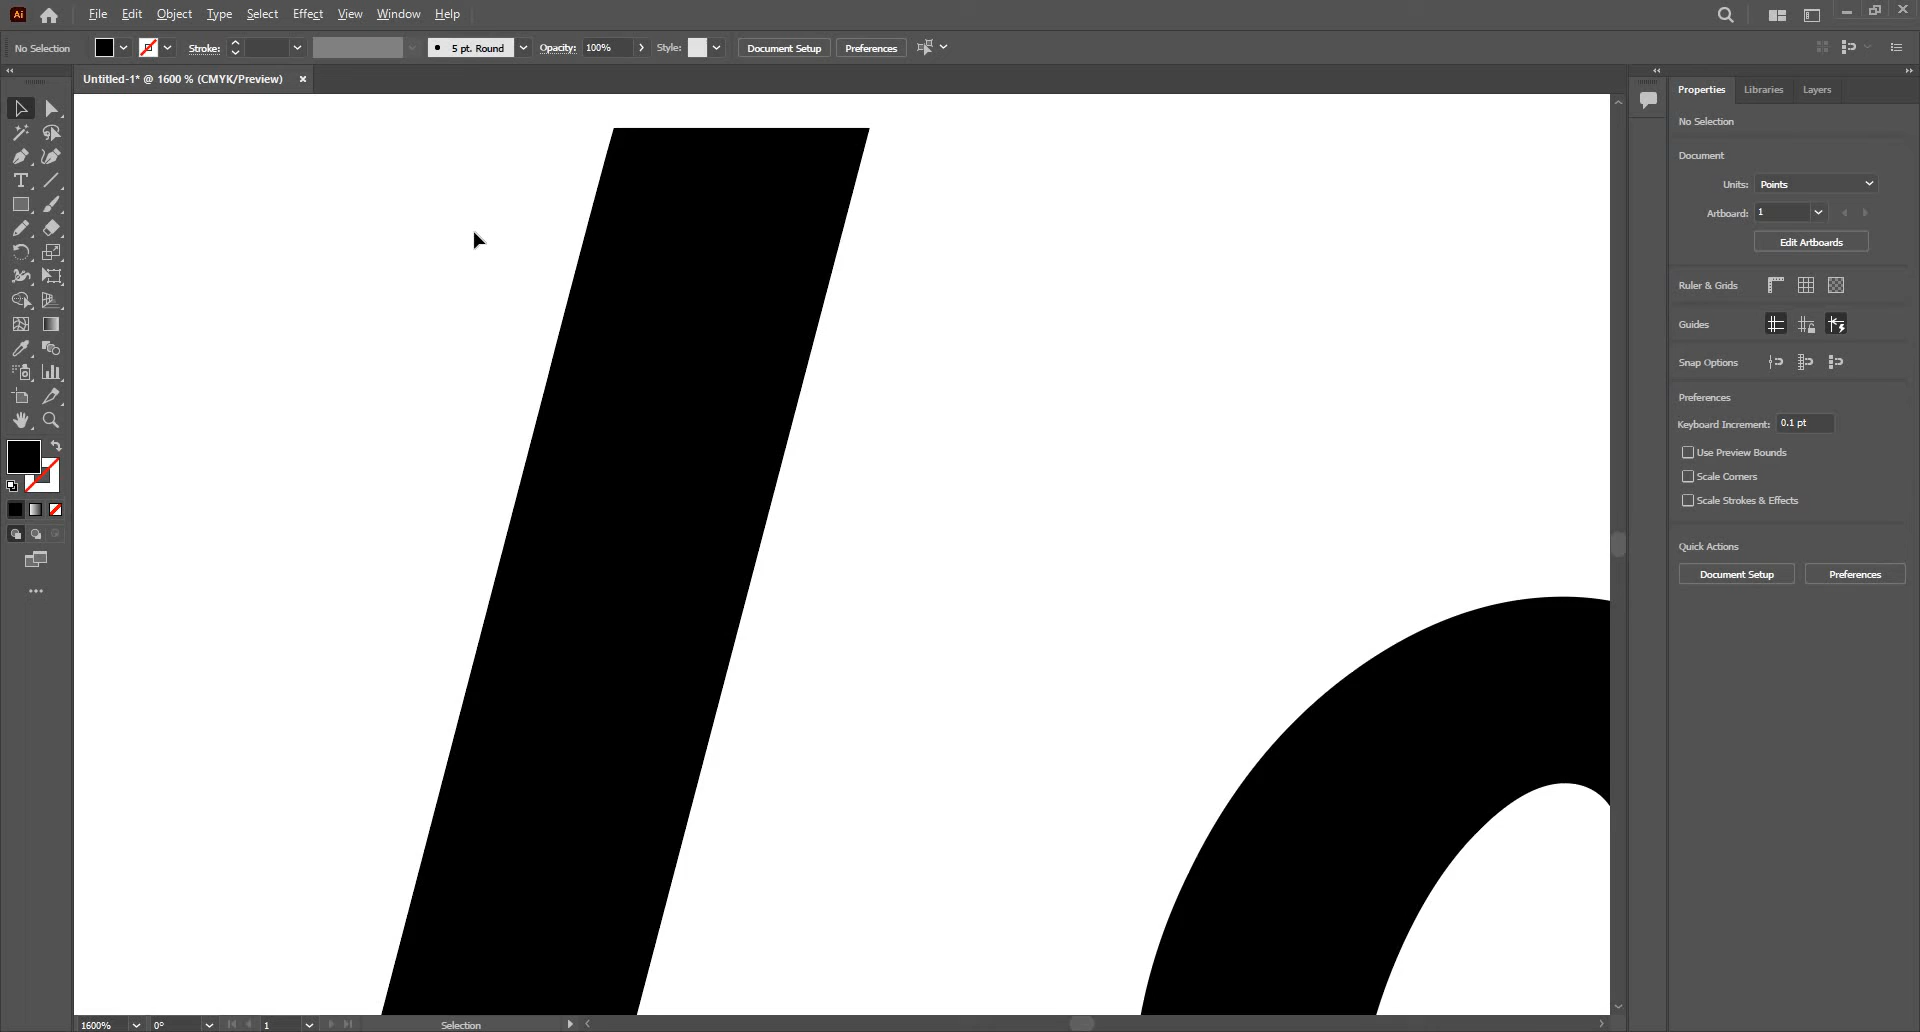 Ai File Edit Object Type Select Effect View Window Help
No Selection Stroke: 5 pt. Round Opacity: 100% Style: Document Setup Preferences
Untitled-1* @ 1600 % (CMYK/Preview)
Properties Libraries Layers
No Selection
Document
Units: Points
Artboard: 1
Edit Artboards
Ruler & Grids
Guides
Snap Options
Preferences
Keyboard Increment: 0.1 pt
Use Preview Bounds
Scale Corners
Scale Strokes & Effects
Quick Actions
Document Setup Preferences
1600% 0° 1 Selection